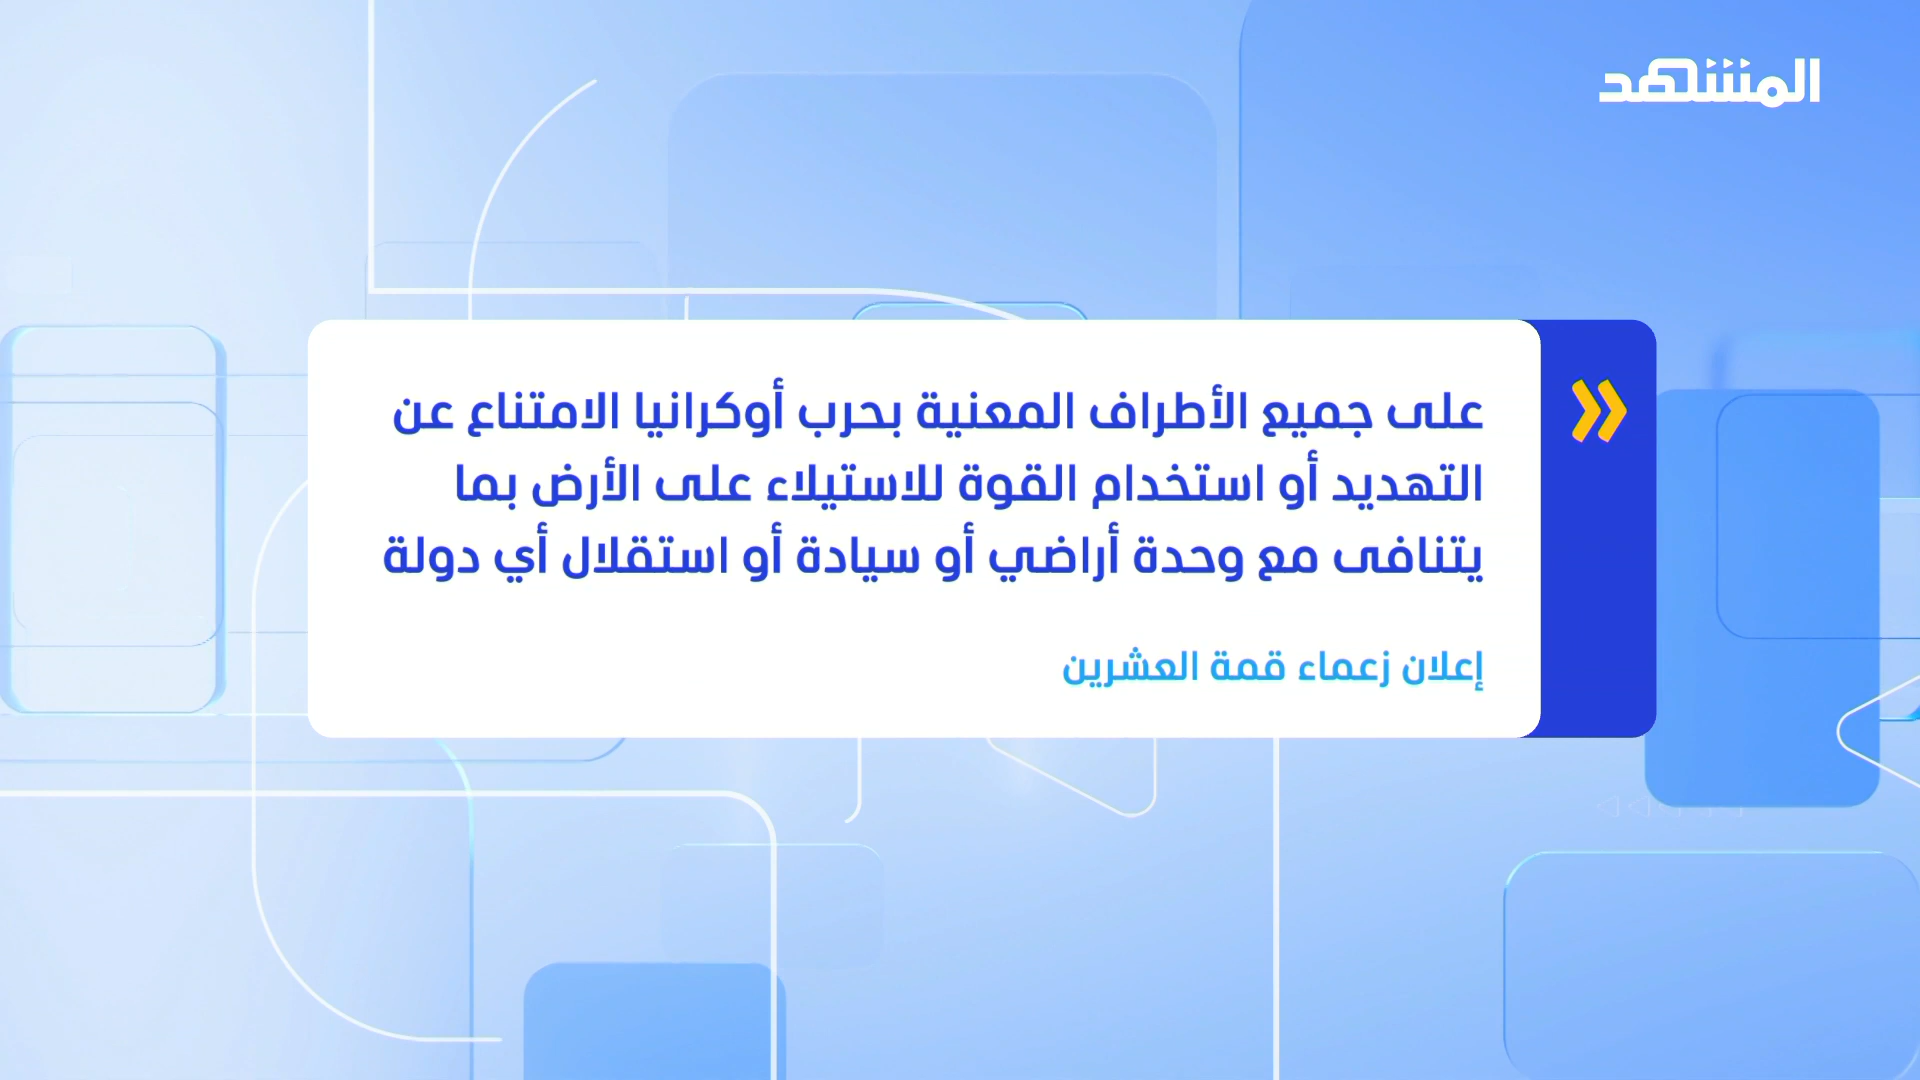 المشهد
على جميع الأطراف المعنية بحرب أوكرانيا الامتناع عن
التهديد أو استخدام القوة للاستيلاء على الأرض بما
يتنافى مع وحدة أراضي أو سيادة أو استقلال أي دولة
إعلان زعماء قمة العشرين